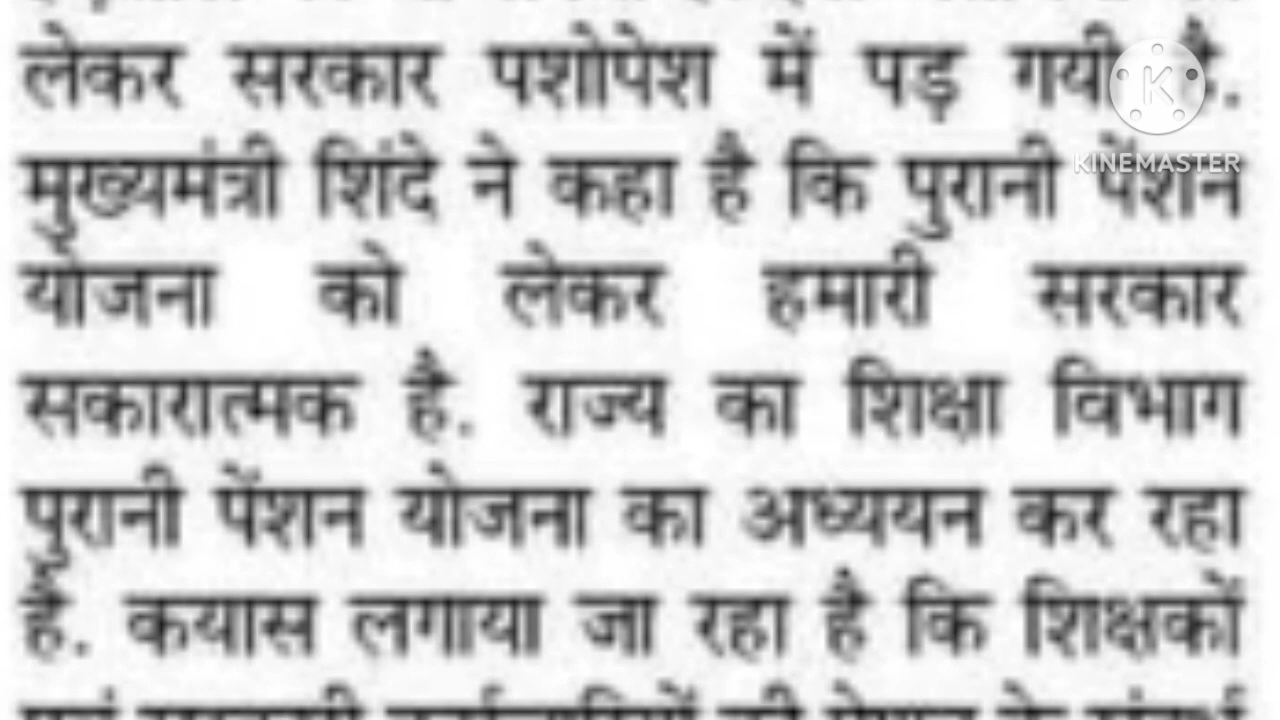 लेकर सरकार पशोपेश में पड़ गयी है.
KINEMASTER
मुख्यमंत्री शिंदे ने कहा है कि पुरानी पेंशन
योजना को लेकर हमारी सरकार
सकारात्मक है. राज्य का शिक्षा विभाग
पुरानी पेंशन योजना का अध्ययन कर रहा
है. कयास लगाया जा रहा है कि शिक्षकों